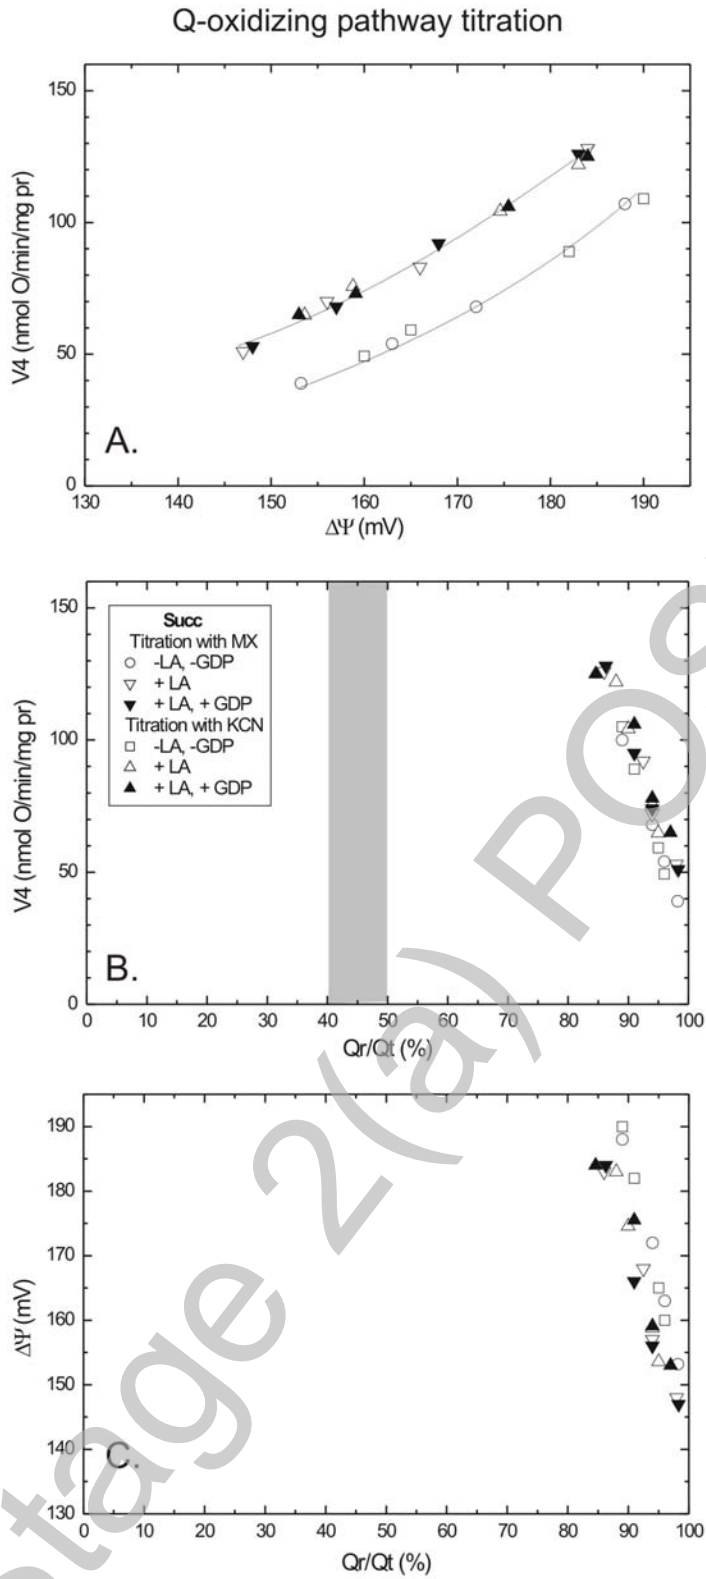 Q-oxidizing pathway titration
150
100
50
0
V4 (nmol O/min/mg pr)
A.
130 140 150 160 170 180 190
ΔΨ (mV)
150
100
50
0
V4 (nmol O/min/mg pr)
Succ
Titration with MX
-LA, -GDP
+ LA
+ LA, + GDP
Titration with KCN
-LA, -GDP
+ LA
+ LA, + GDP
B.
0 10 20 30 40 50 60 70 80 90 100
Qr/Qt (%)
190
180
170
160
150
140
130
ΔΨ (mV)
C.
0 10 20 30 40 50 60 70 80 90 100
Qr/Qt (%)